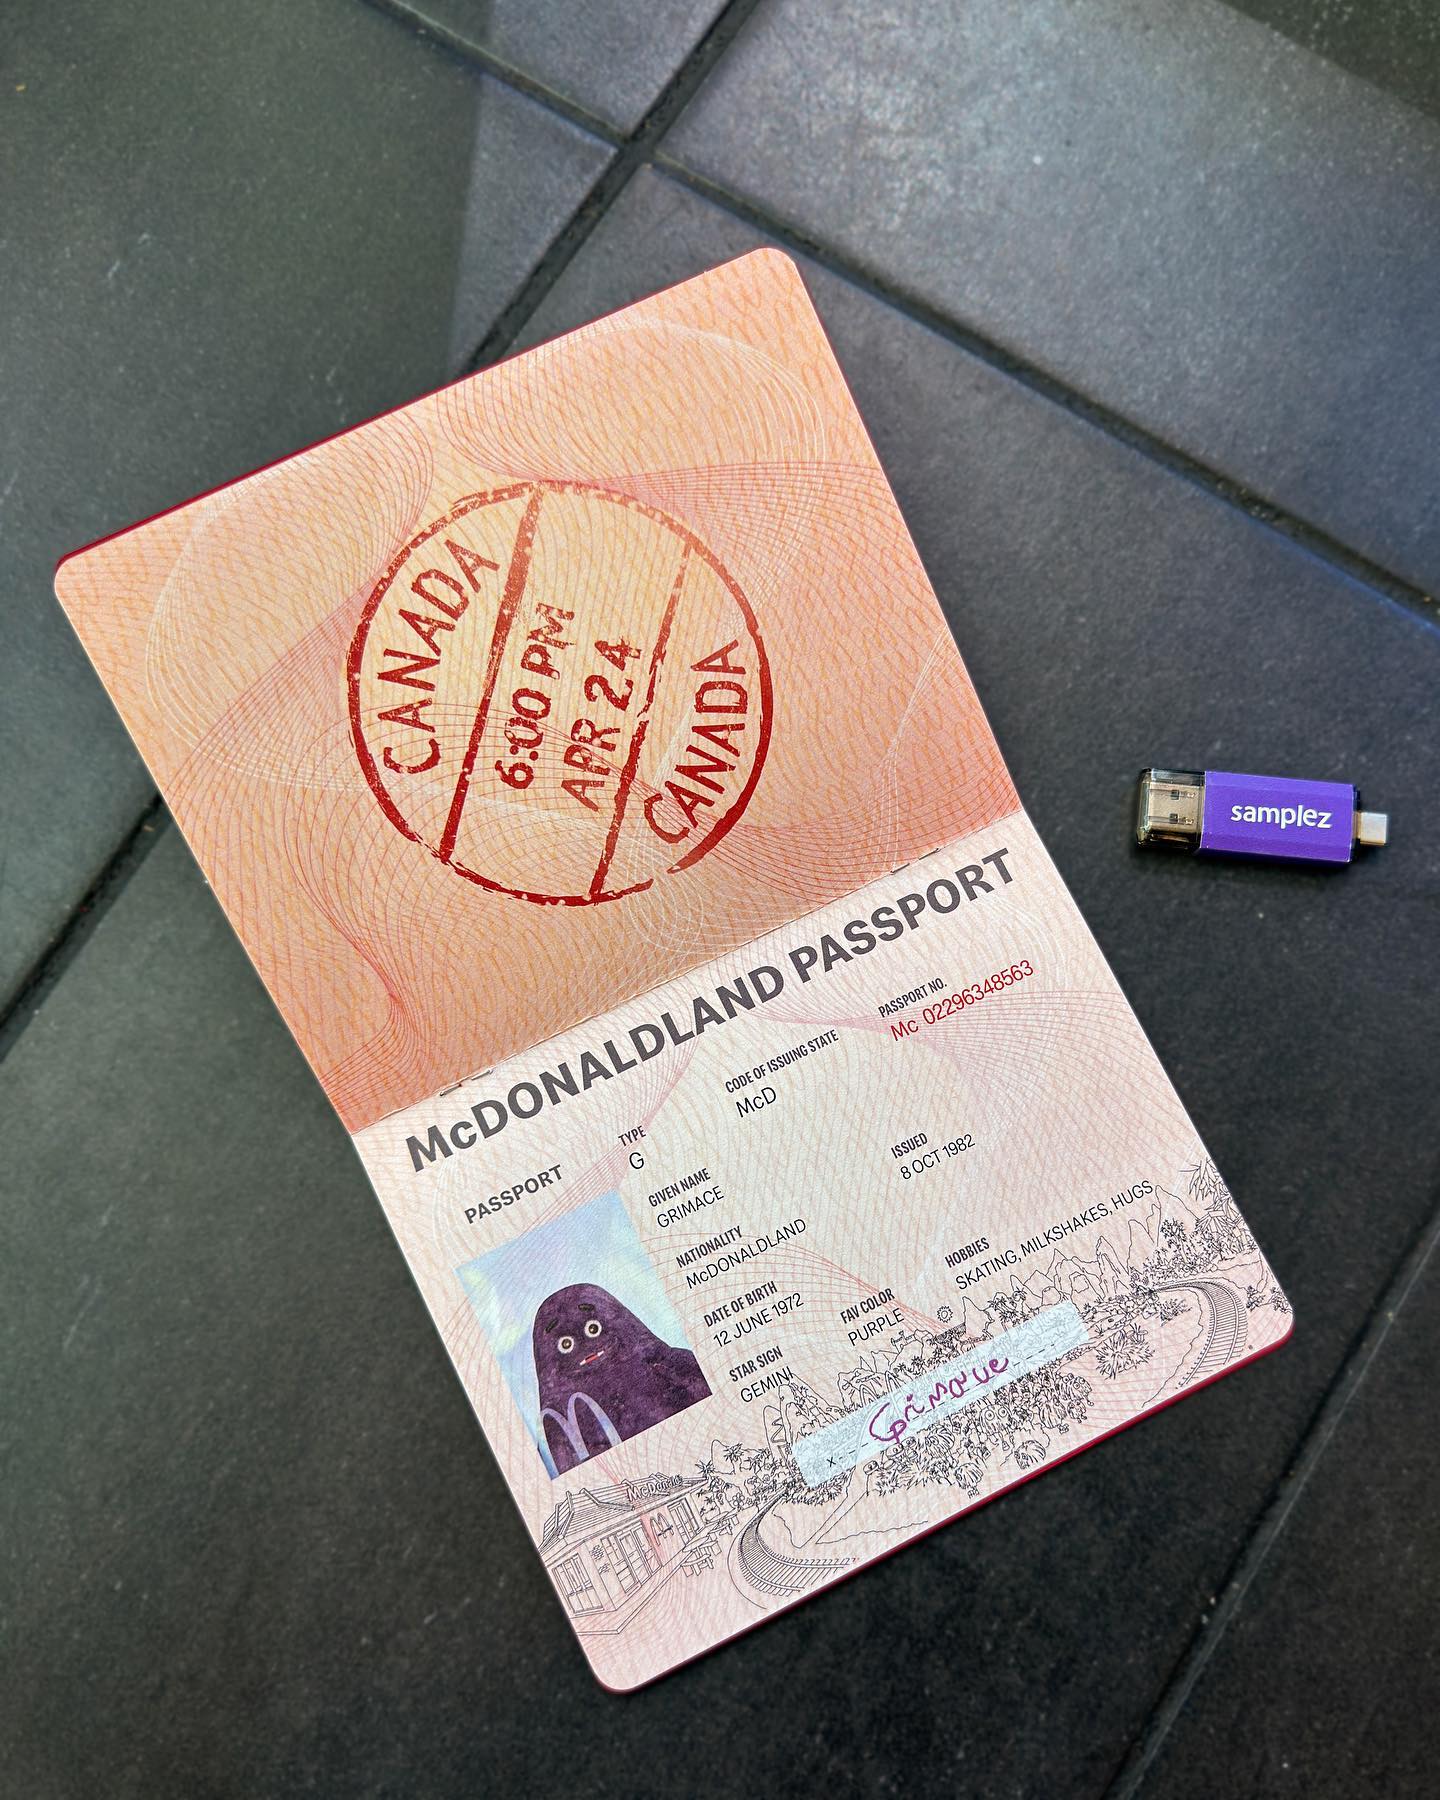 CANADA
6:00 PM
APR 24
CANADA
samplez
McDONALDLAND PASSPORT
PASSPORT
TYPE
G
CODE OF ISSUING STATE
McD
PASSPORT NO.
Mc 02296348563
GIVEN NAME
GRIMACE
ISSUED
8 OCT 1982
NATIONALITY
McDONALDLAND
DATE OF BIRTH
12 JUNE 1972
FAV COLOR
PURPLE
HOBBIES
SKATING, MILKSHAKES, HUGS
STAR SIGN
GEMINI
x Grimace
McDonalds